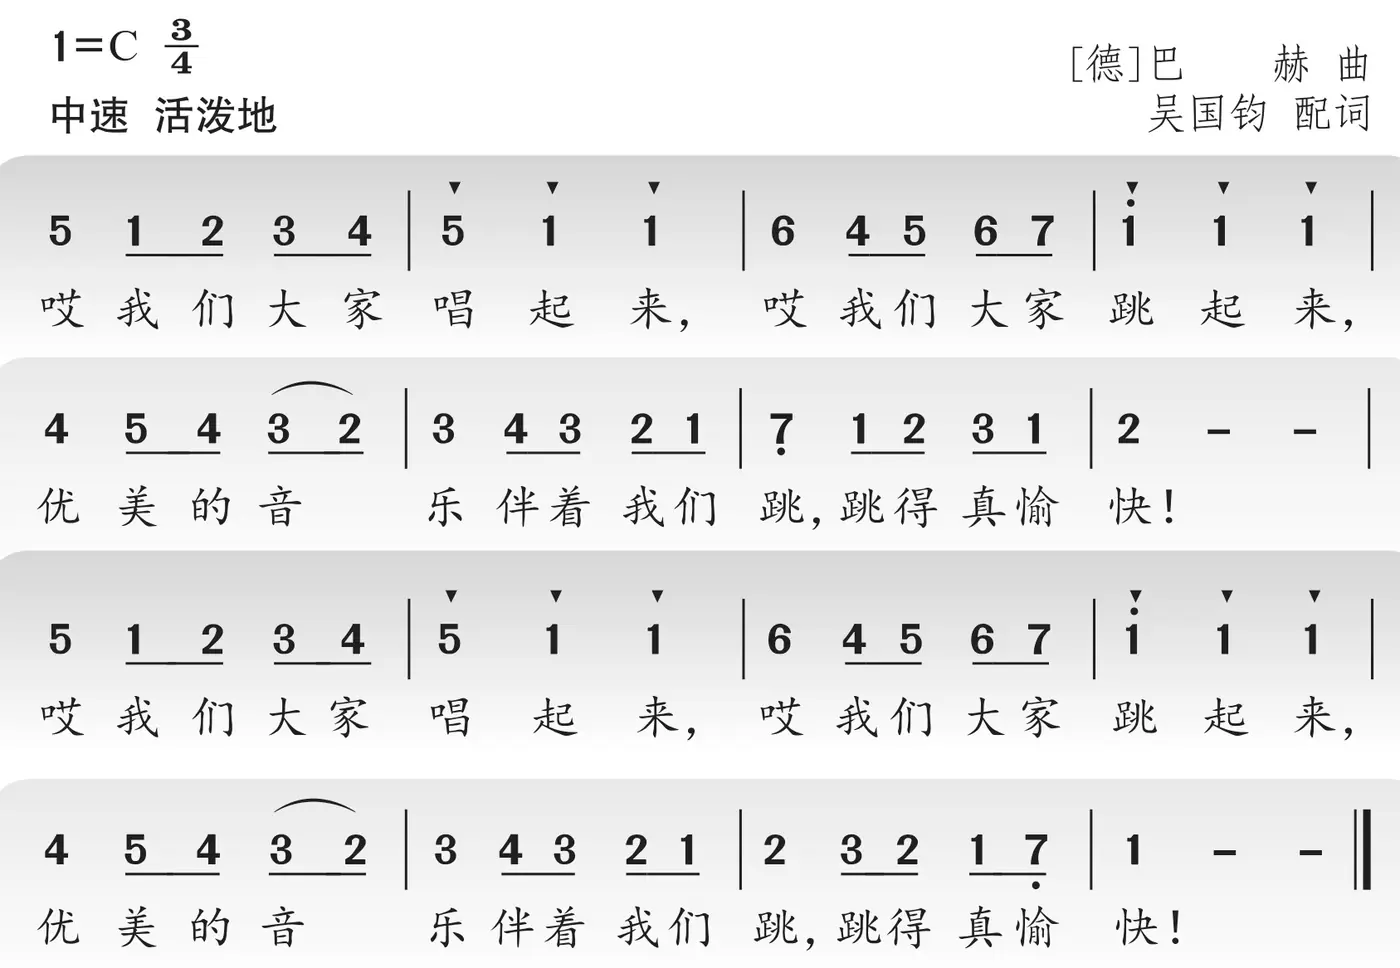 1=C 3/4
[德]巴 赫 曲
中速 活泼地
吴国钧 配词
5 1 2 3 4 | 5 1 1 | 6 4 5 6 7 | 1̇ 1 1 |
哎 我 们 大 家 唱 起 来, 哎 我们 大家 跳 起 来,
4 5 4 3 2 | 3 4 3 2 1 | 7̣ 1 2 3 1 | 2 - - |
优 美 的 音 乐 伴着 我们 跳, 跳得 真愉 快!
5 1 2 3 4 | 5 1 1 | 6 4 5 6 7 | 1̇ 1 1 |
哎 我 们 大 家 唱 起 来, 哎 我们 大家 跳 起 来,
4 5 4 3 2 | 3 4 3 2 1 | 2 3 2 1 7̣ | 1 - - ‖
优 美 的 音 乐 伴着 我们 跳, 跳得 真愉 快!